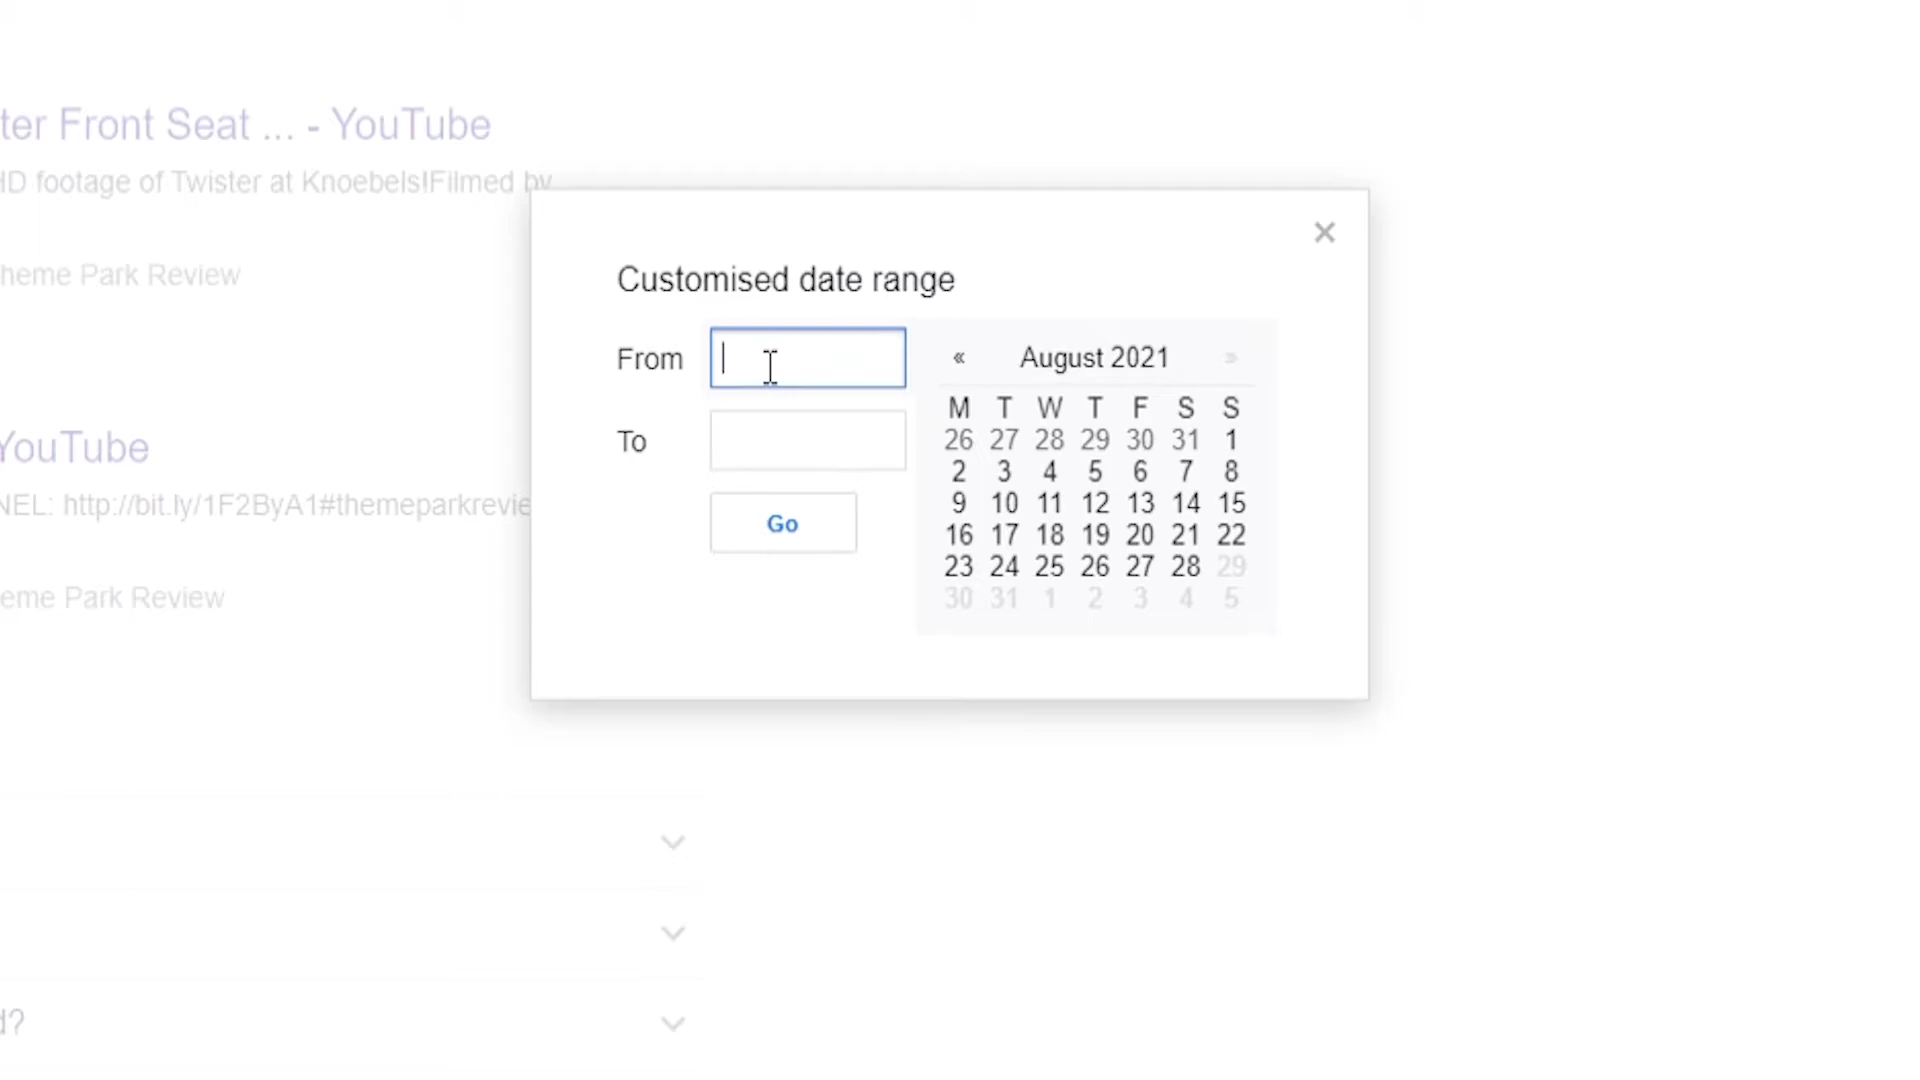 ter Front Seat ... - YouTube
HD footage of Twister at Knoebels!Filmed by
heme Park Review
YouTube
NEL: http://bit.ly/1F2ByA1#themeparkrevie
eme Park Review
d?
×
Customised date range
From
To
Go
« August 2021 »
M T W T F S S
26 27 28 29 30 31 1
2 3 4 5 6 7 8
9 10 11 12 13 14 15
16 17 18 19 20 21 22
23 24 25 26 27 28 29
30 31 1 2 3 4 5